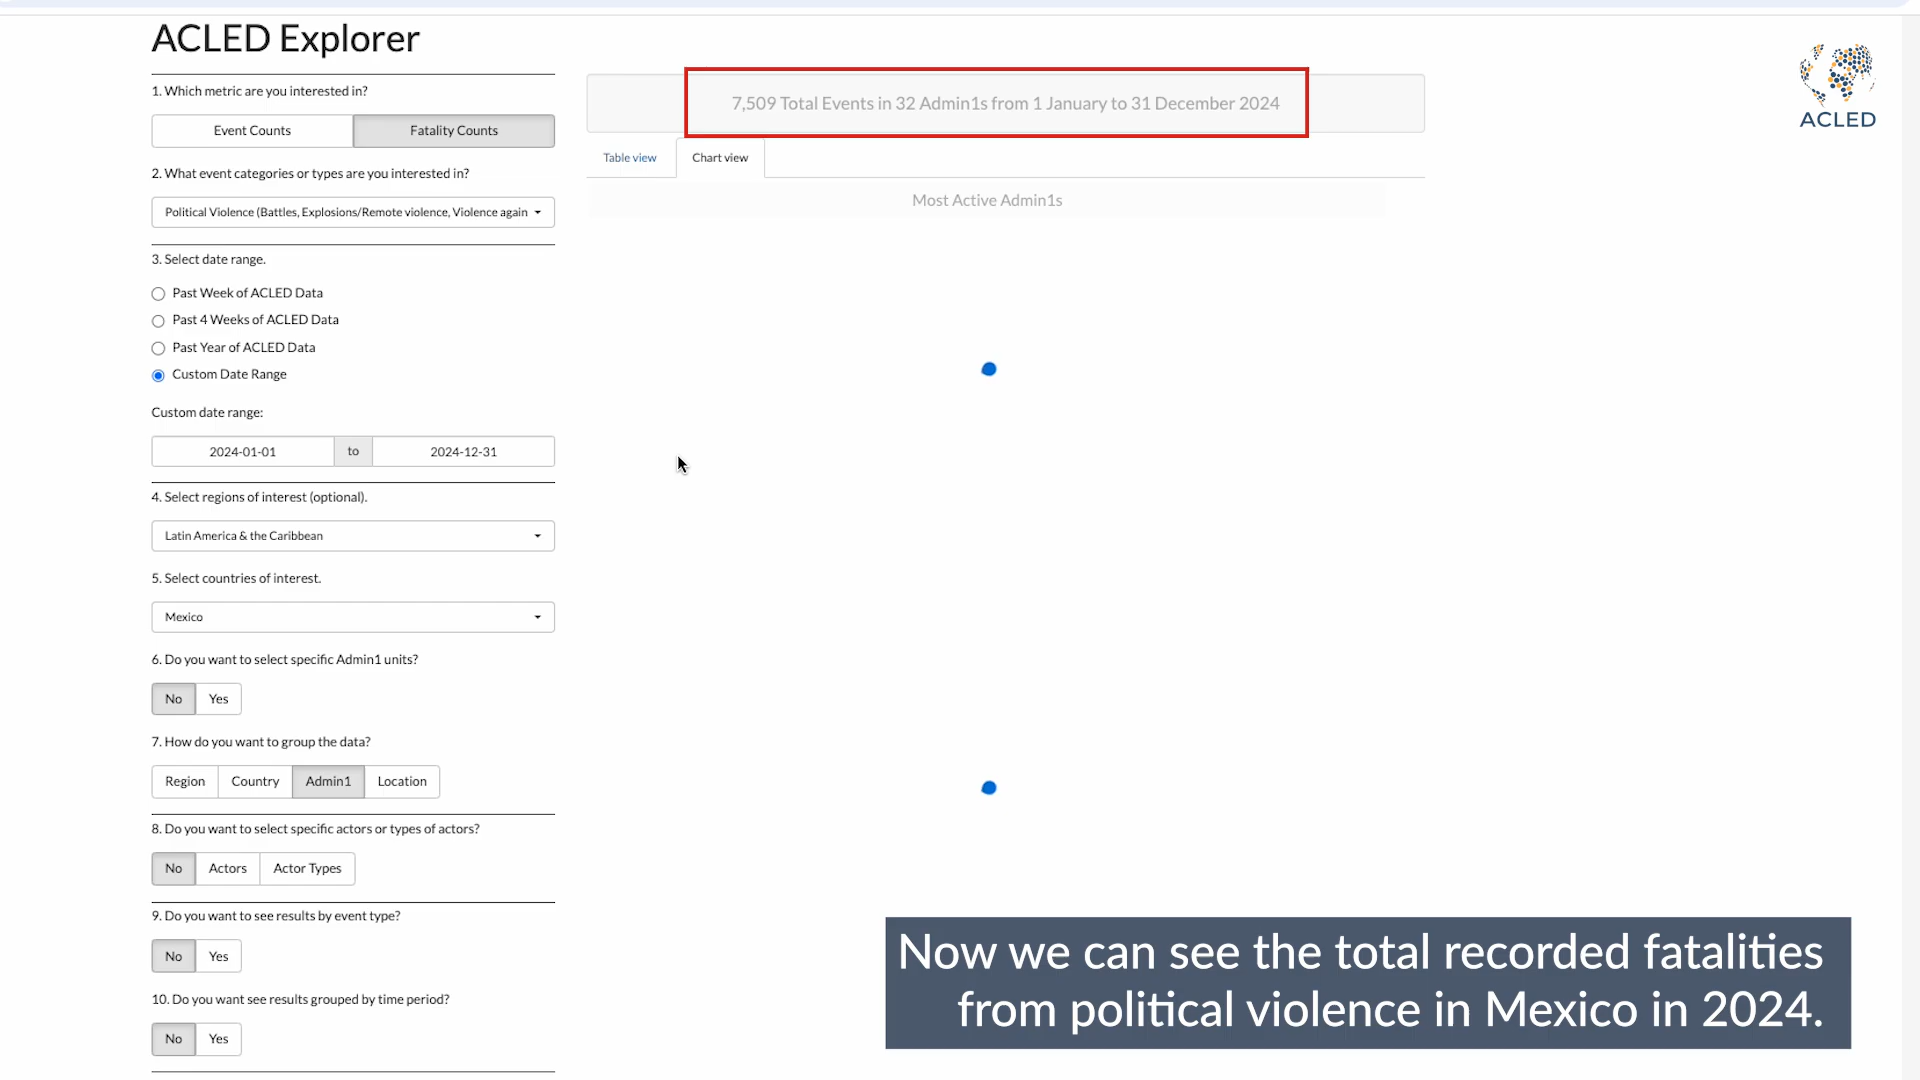 ACLED Explorer
1. Which metric are you interested in?
Event Counts
Fatality Counts
2. What event categories or types are you interested in?
Political Violence (Battles, Explosions/Remote violence, Violence again
3. Select date range.
Past Week of ACLED Data
Past 4 Weeks of ACLED Data
Past Year of ACLED Data
Custom Date Range
Custom date range:
2024-01-01 to 2024-12-31
4. Select regions of interest (optional).
Latin America & the Caribbean
5. Select countries of interest.
Mexico
6. Do you want to select specific Admin1 units?
No Yes
7. How do you want to group the data?
Region Country Admin1 Location
8. Do you want to select specific actors or types of actors?
No Actors Actor Types
9. Do you want to see results by event type?
No Yes
10. Do you want see results grouped by time period?
No Yes
7,509 Total Events in 32 Admin1s from 1 January to 31 December 2024
Table view Chart view
Most Active Admin1s
ACLED
Now we can see the total recorded fatalities
from political violence in Mexico in 2024.